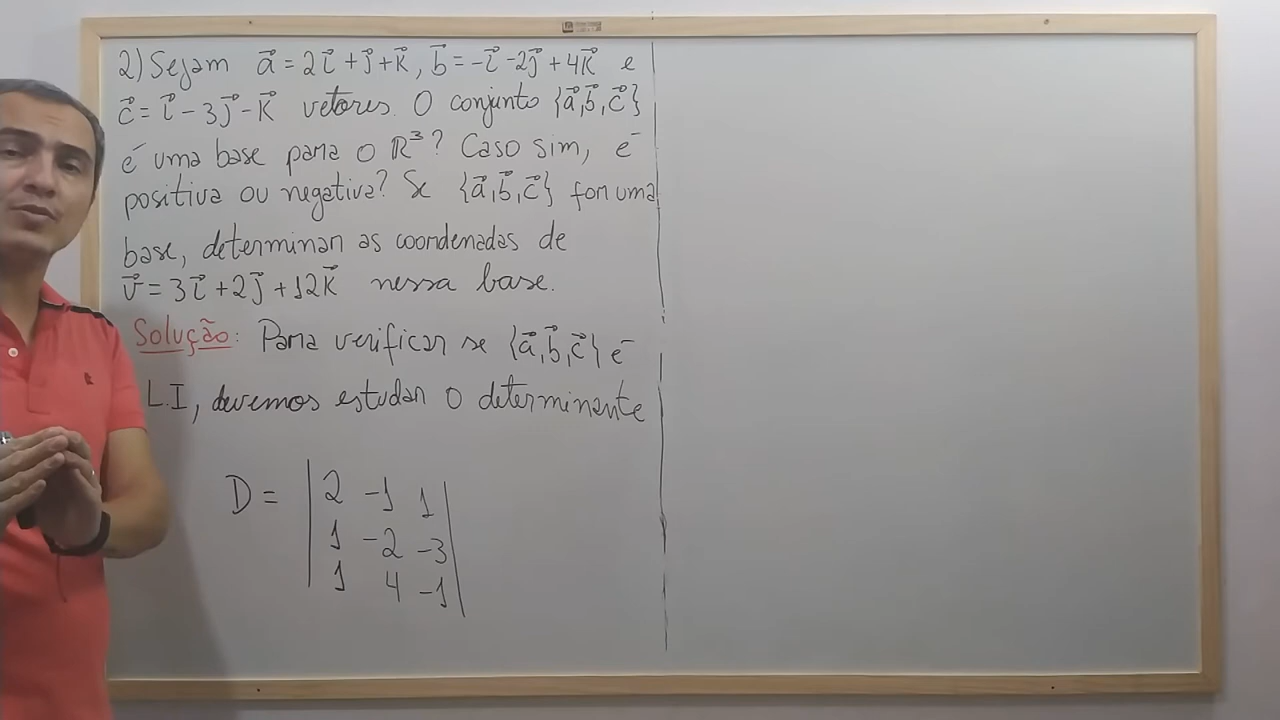 2) Sejam a⃗ = 2i⃗ + j⃗ + k⃗, b⃗ = -i⃗ - 2j⃗ + 4k⃗ e
c⃗ = i⃗ - 3j⃗ - k⃗ vetores. O conjunto {a⃗, b⃗, c⃗}
é uma base para o ℝ³? Caso sim, é
positiva ou negativa? Se {a⃗, b⃗, c⃗} for uma
base, determinar as coordenadas de
v⃗ = 3i⃗ + 2j⃗ + 12k⃗ nessa base.
Solução: Para verificar se {a⃗, b⃗, c⃗} é
L.I, devemos estudar o determinante
D = | 2 -1 1 |
| 1 -2 -3 |
| 1 4 -1 |